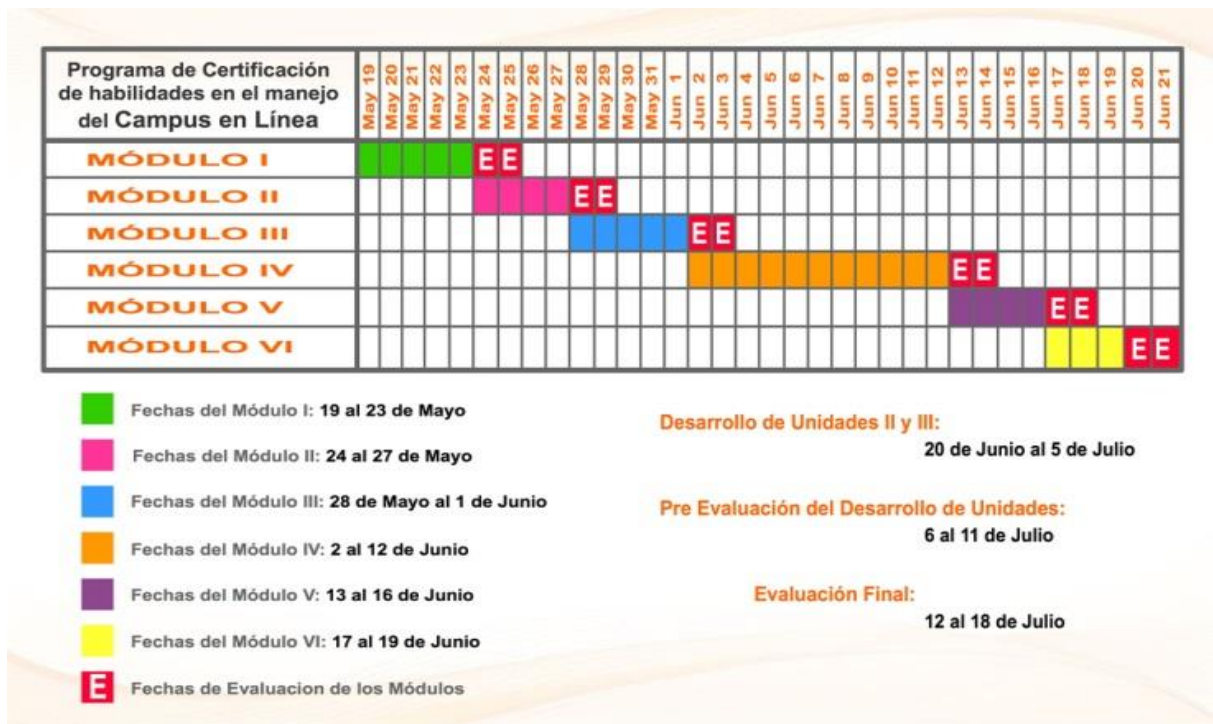 Programa de Certificación
de habilidades en el manejo
del Campus en Línea
May 19
May 20
May 21
May 22
May 23
May 24
May 25
May 26
May 27
May 28
May 29
May 30
May 31
Jun 1
Jun 2
Jun 3
Jun 4
Jun 5
Jun 6
Jun 7
Jun 8
Jun 9
Jun 10
Jun 11
Jun 12
Jun 13
Jun 14
Jun 15
Jun 16
Jun 17
Jun 18
Jun 19
Jun 20
Jun 21
MÓDULO I E E
MÓDULO II E E
MÓDULO III E E
MÓDULO IV E E
MÓDULO V E E
MÓDULO VI E E
Fechas del Módulo I: 19 al 23 de Mayo
Fechas del Módulo II: 24 al 27 de Mayo
Fechas del Módulo III: 28 de Mayo al 1 de Junio
Fechas del Módulo IV: 2 al 12 de Junio
Fechas del Módulo V: 13 al 16 de Junio
Fechas del Módulo VI: 17 al 19 de Junio
E Fechas de Evaluacion de los Módulos
Desarrollo de Unidades II y III:
20 de Junio al 5 de Julio
Pre Evaluación del Desarrollo de Unidades:
6 al 11 de Julio
Evaluación Final:
12 al 18 de Julio